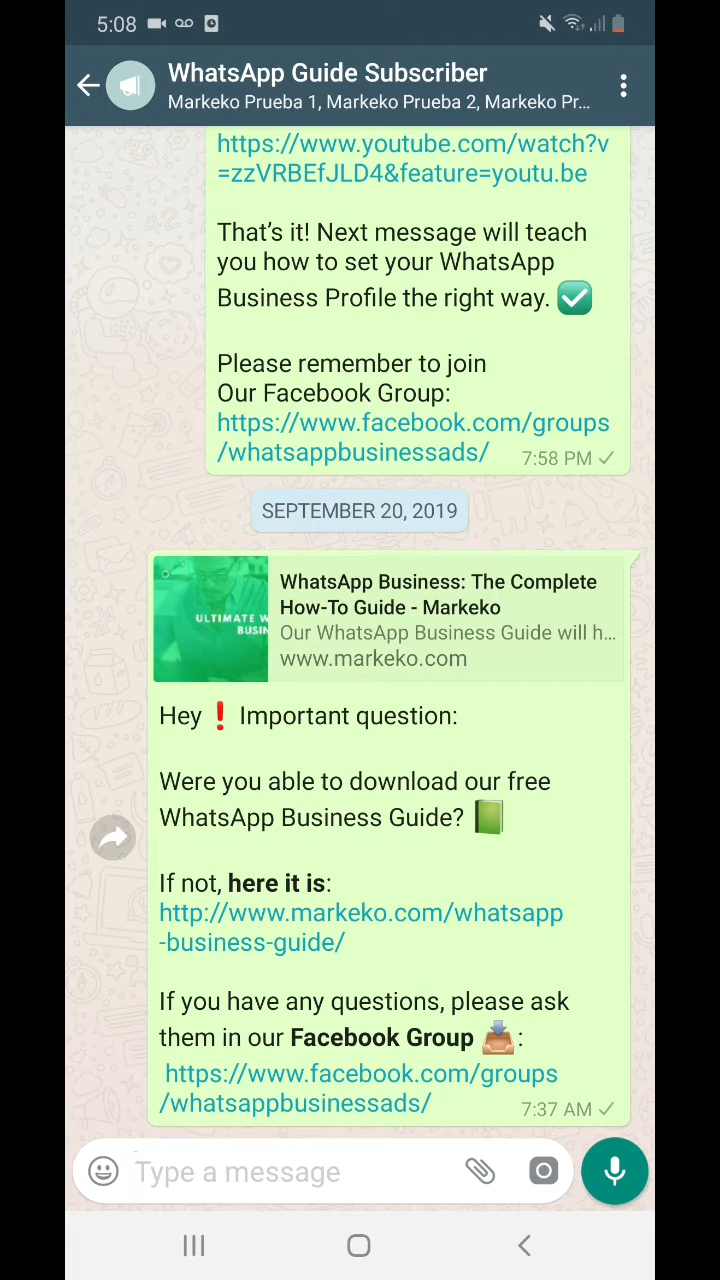 5:08
WhatsApp Guide Subscriber
Markeko Prueba 1, Markeko Prueba 2, Markeko Pr...
https://www.youtube.com/watch?v
=zzVRBEfJLD4&feature=youtu.be
That’s it! Next message will teach
you how to set your WhatsApp
Business Profile the right way. ✅
Please remember to join
Our Facebook Group:
https://www.facebook.com/groups
/whatsappbusinessads/
7:58 PM
SEPTEMBER 20, 2019
ULTIMATE W
BUSIN
WhatsApp Business: The Complete
How-To Guide - Markeko
Our WhatsApp Business Guide will h...
www.markeko.com
Hey ❗ Important question:
Were you able to download our free
WhatsApp Business Guide? 📗
If not, here it is:
http://www.markeko.com/whatsapp
-business-guide/
If you have any questions, please ask
them in our Facebook Group 📥:
https://www.facebook.com/groups
/whatsappbusinessads/
7:37 AM
Type a message